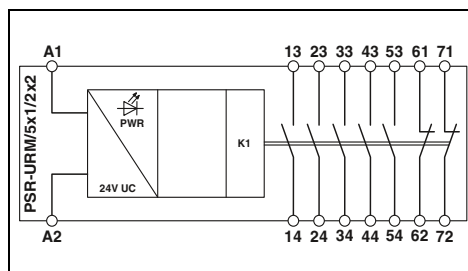 A1 13 23 33 43 53 61 71
PSR-URM/5x1/2x2
PWR
K1
24V UC
A2 14 24 34 44 54 62 72